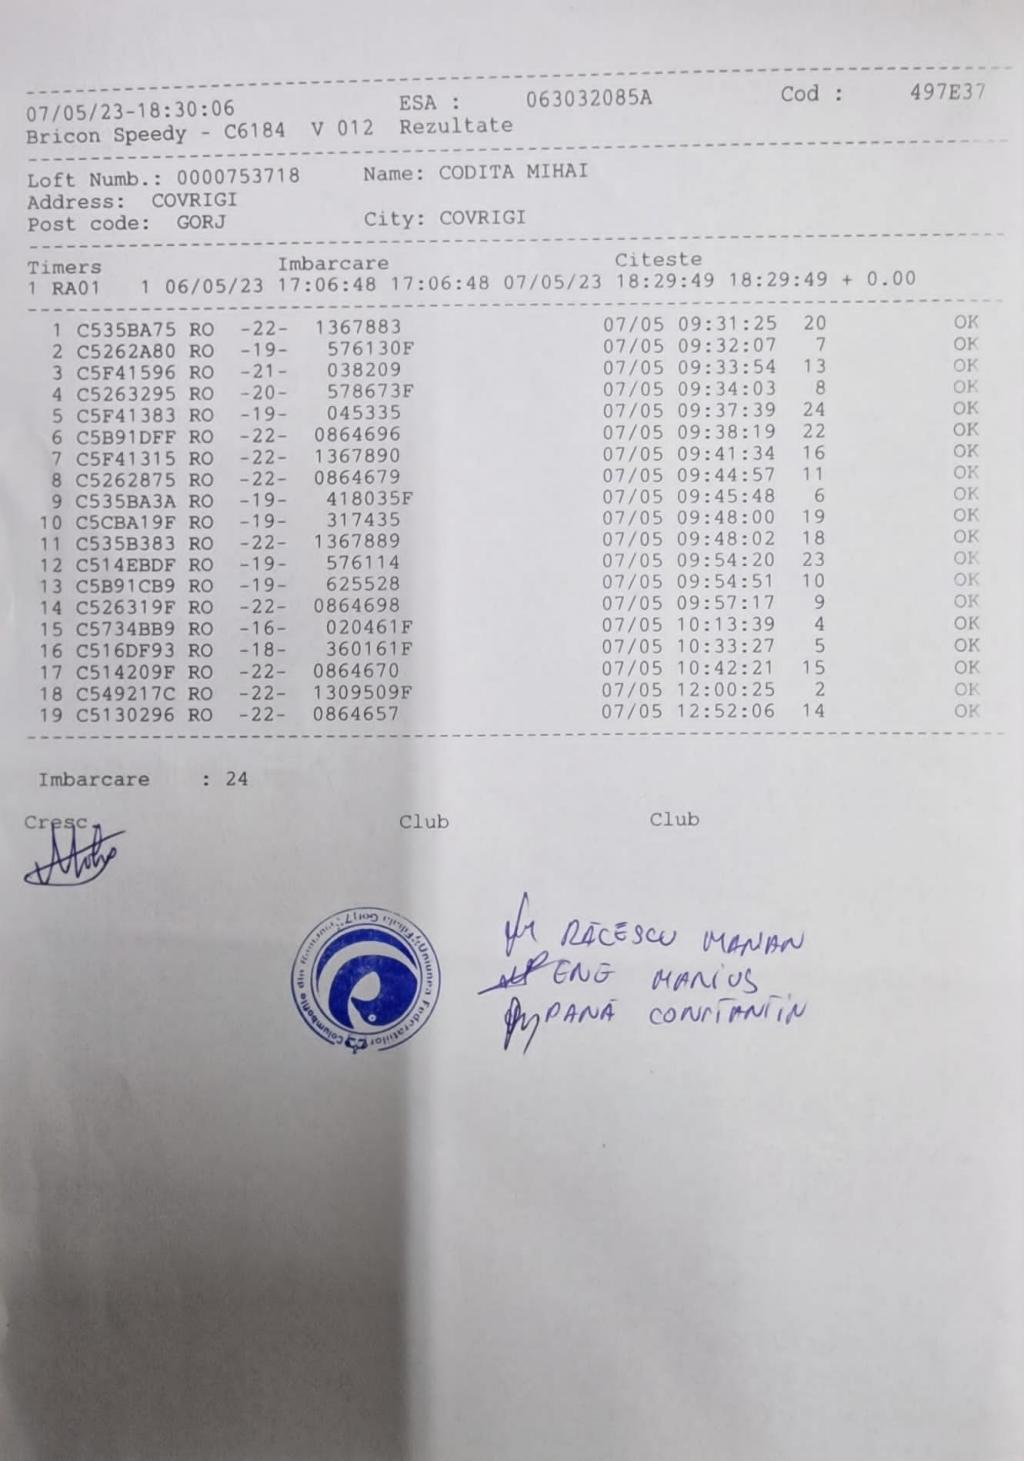 07/05/23-18:30:06 ESA : 063032085A Cod : 497E37
Bricon Speedy - C6184 V 012 Rezultate
Loft Numb.: 0000753718 Name: CODITA MIHAI
Address: COVRIGI
Post code: GORJ City: COVRIGI
Timers Imbarcare Citeste
1 RA01 1 06/05/23 17:06:48 17:06:48 07/05/23 18:29:49 18:29:49 + 0.00
1 C535BA75 RO -22- 1367883 07/05 09:31:25 20 OK
2 C5262A80 RO -19- 576130F 07/05 09:32:07 7 OK
3 C5F41596 RO -21- 038209 07/05 09:33:54 13 OK
4 C5263295 RO -20- 578673F 07/05 09:34:03 8 OK
5 C5F41383 RO -19- 045335 07/05 09:37:39 24 OK
6 C5B91DFF RO -22- 0864696 07/05 09:38:19 22 OK
7 C5F41315 RO -22- 1367890 07/05 09:41:34 16 OK
8 C5262875 RO -22- 0864679 07/05 09:44:57 11 OK
9 C535BA3A RO -19- 418035F 07/05 09:45:48 6 OK
10 C5CBA19F RO -19- 317435 07/05 09:48:00 19 OK
11 C535B383 RO -22- 1367889 07/05 09:48:02 18 OK
12 C514EBDF RO -19- 576114 07/05 09:54:20 23 OK
13 C5B91CB9 RO -19- 625528 07/05 09:54:51 10 OK
14 C526319F RO -22- 0864698 07/05 09:57:17 9 OK
15 C5734BB9 RO -16- 020461F 07/05 10:13:39 4 OK
16 C516DF93 RO -18- 360161F 07/05 10:33:27 5 OK
17 C514209F RO -22- 0864670 07/05 10:42:21 15 OK
18 C549217C RO -22- 1309509F 07/05 12:00:25 2 OK
19 C5130296 RO -22- 0864657 07/05 12:52:06 14 OK
Imbarcare : 24
Cresc. Club Club
Uniunea Federatiilor Columbofile din Filiala Gorj
RĂCESCU MARIAN
ENE MARIUS
PANĂ CONSTANTIN